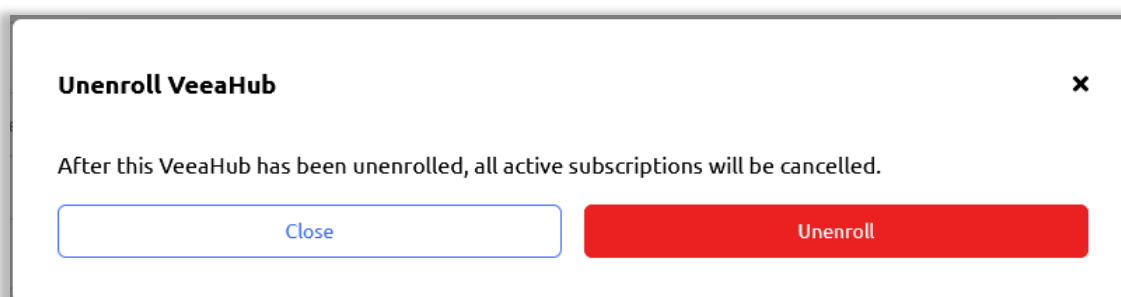 Unenroll VeeaHub
After this VeeaHub has been unenrolled, all active subscriptions will be cancelled.
Close
Unenroll